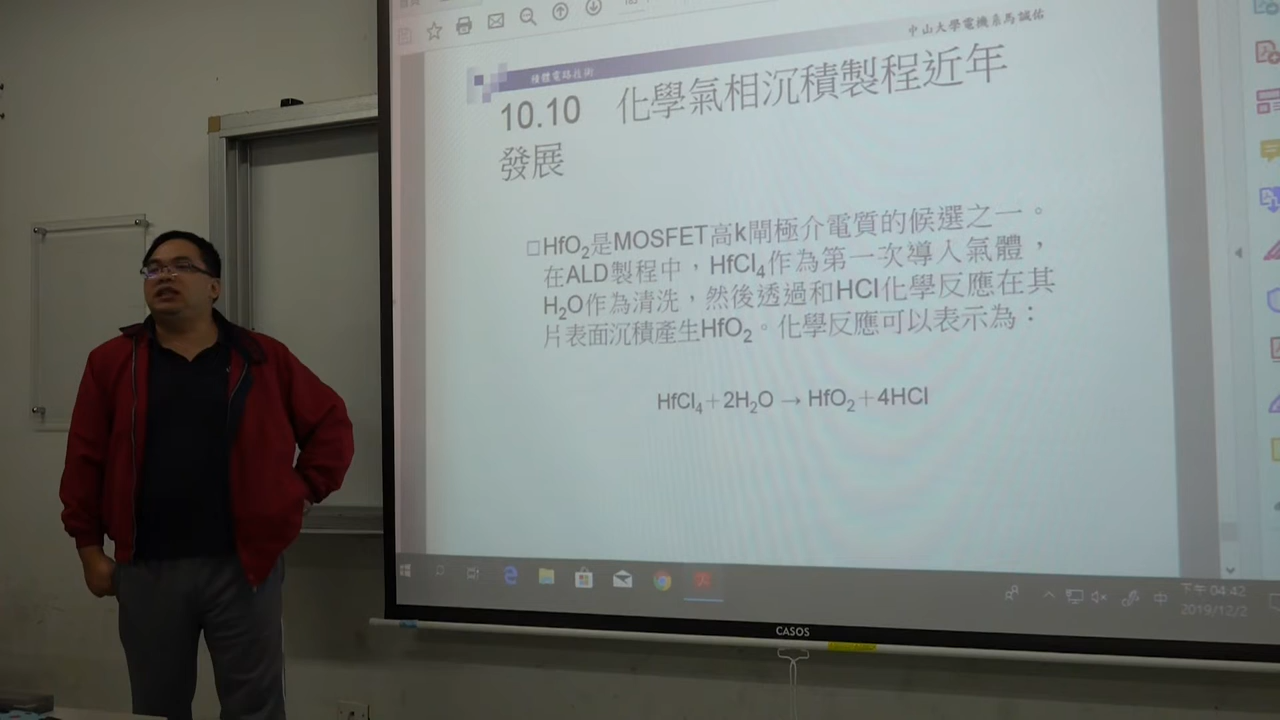 中山大學電機系馬誠佑
積體電路技術
10.10 化學氣相沉積製程近年
發展
□HfO₂是MOSFET高k閘極介電質的候選之一。
在ALD製程中，HfCl₄作為第一次導入氣體，
H₂O作為清洗，然後透過和HCl化學反應在其
片表面沉積產生HfO₂。化學反應可以表示為：
HfCl₄＋2H₂O → HfO₂＋4HCl
中
下午 04:42
2019/12/2
CASOS